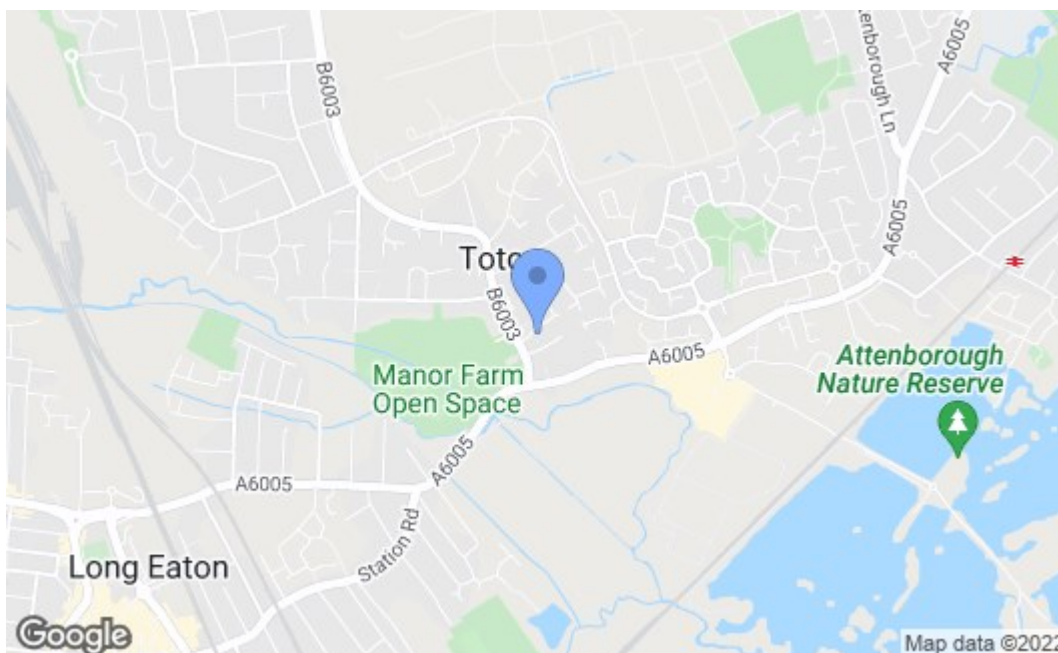 B6003
enborough Ln
A6005
A6005
Toto
B6003
A6005
Attenborough
Nature Reserve
Manor Farm
Open Space
A6005
A6005
Station Rd
Long Eaton
Google
Map data ©2022